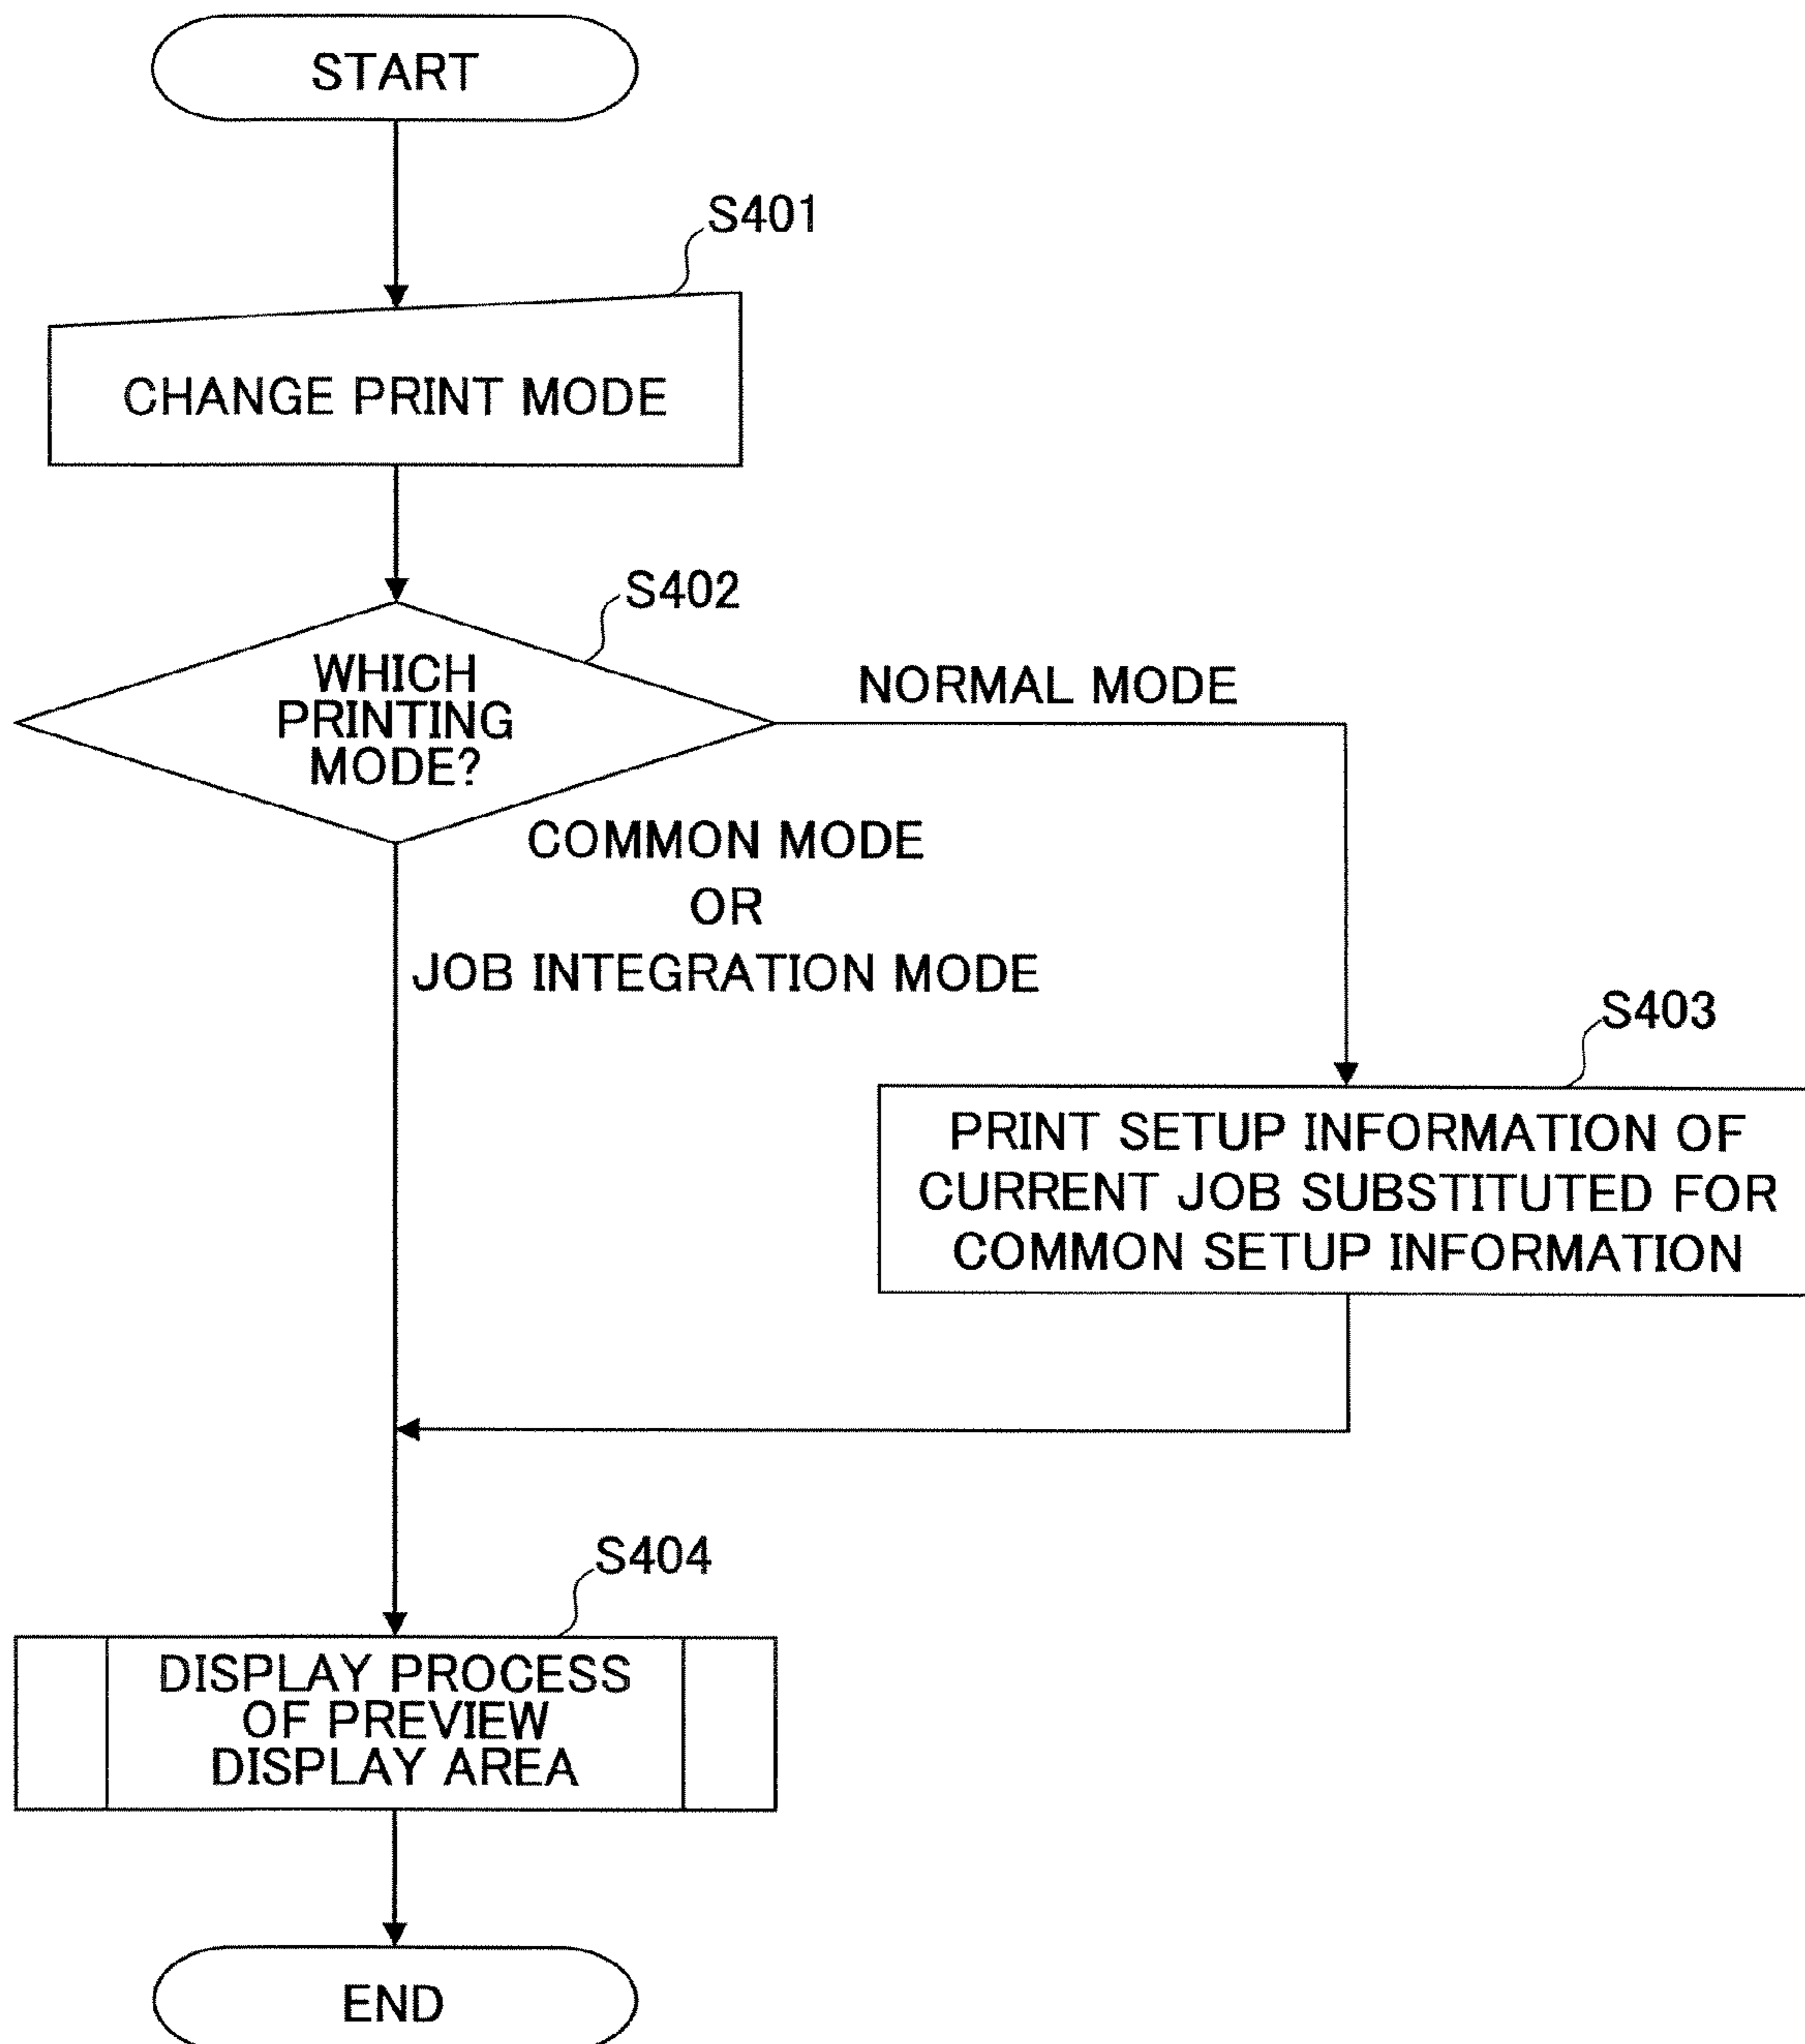 START
S401
CHANGE PRINT MODE
S402
WHICH
PRINTING
MODE?
NORMAL MODE
COMMON MODE
OR
JOB INTEGRATION MODE
S403
PRINT SETUP INFORMATION OF
CURRENT JOB SUBSTITUTED FOR
COMMON SETUP INFORMATION
S404
DISPLAY PROCESS
OF PREVIEW
DISPLAY AREA
END